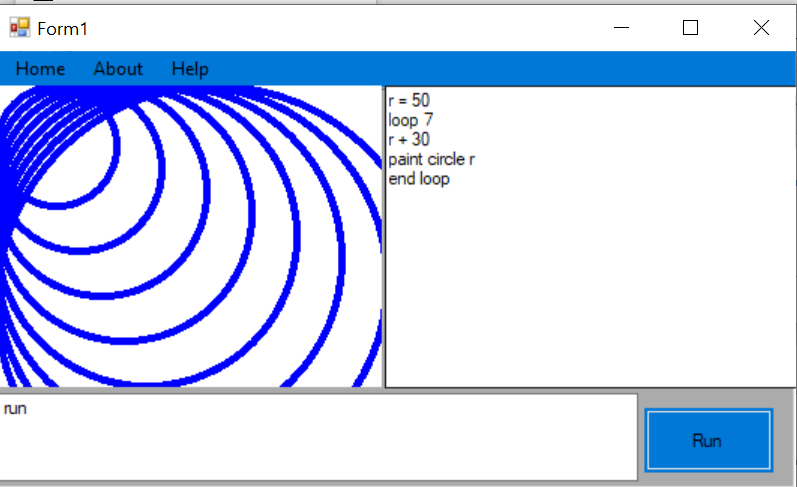 Form1
Home About Help
r = 50
loop 7
r + 30
paint circle r
end loop
run
Run